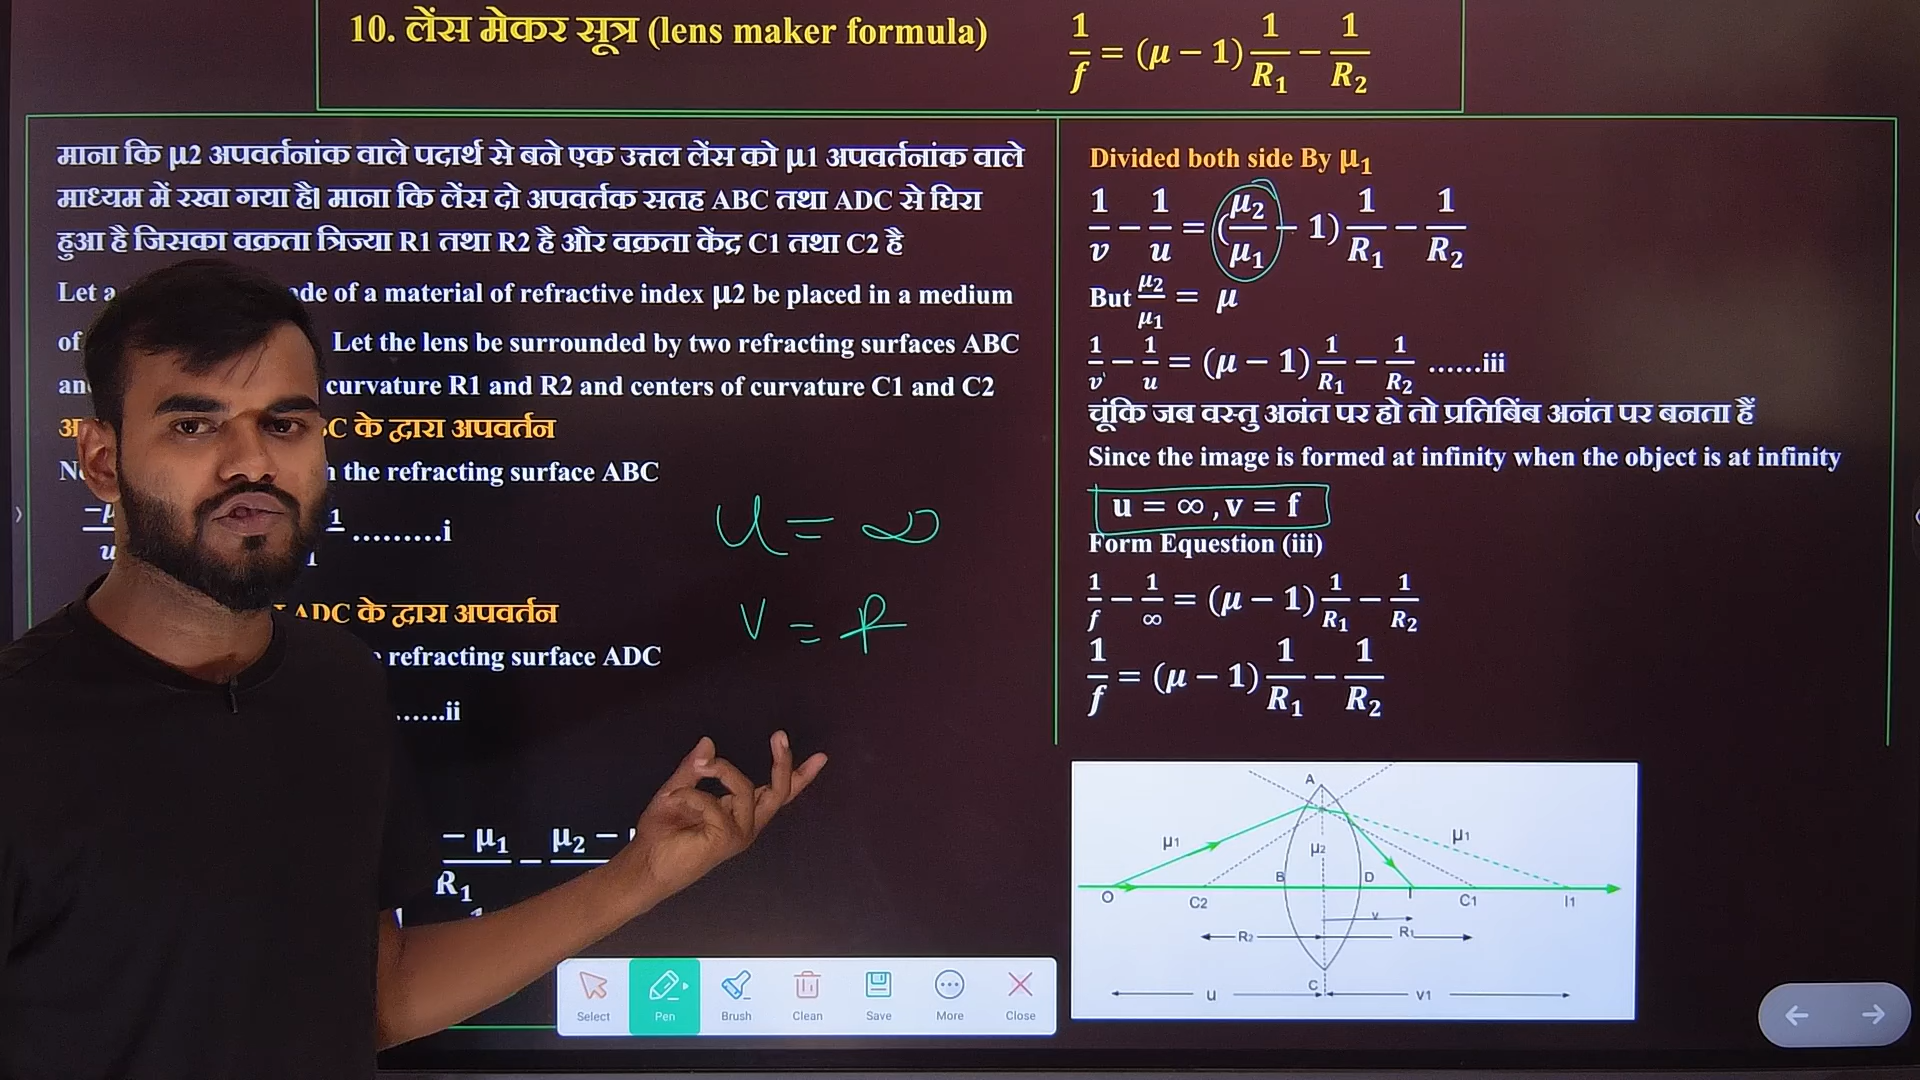 10. लेंस मेकर सूत्र (lens maker formula) 1/f = (μ − 1) 1/R₁ − 1/R₂
माना कि μ2 अपवर्तनांक वाले पदार्थ से बने एक उत्तल लेंस को μ1 अपवर्तनांक वाले
माध्यम में रखा गया है। माना कि लेंस दो अपवर्तक सतह ABC तथा ADC से घिरा
हुआ है जिसका वक्रता त्रिज्या R1 तथा R2 है और वक्रता केंद्र C1 तथा C2 है
Let a of a material of refractive index μ2 be placed in a medium
of Let the lens be surrounded by two refracting surfaces ABC
curvature R1 and R2 and centers of curvature C1 and C2
के द्वारा अपवर्तन
the refracting surface ABC
.........i
ADC के द्वारा अपवर्तन
refracting surface ADC
......ii
− μ₁/R₁ − μ₂ −
u = ∞
v = f
Divided both side By μ₁
1/v − 1/u = (μ₂/μ₁ − 1) 1/R₁ − 1/R₂
But μ₂/μ₁ = μ
1/v − 1/u = (μ − 1) 1/R₁ − 1/R₂ ......iii
चूंकि जब वस्तु अनंत पर हो तो प्रतिबिंब अनंत पर बनता हैं
Since the image is formed at infinity when the object is at infinity
u = ∞ , v = f
Form Equestion (iii)
1/f − 1/∞ = (μ − 1) 1/R₁ − 1/R₂
1/f = (μ − 1) 1/R₁ − 1/R₂
A
μ1 μ2 μ1
B D
O C2 I C1 I1
v
R2 R1
C
u v1
Select Pen Brush Clean Save More Close